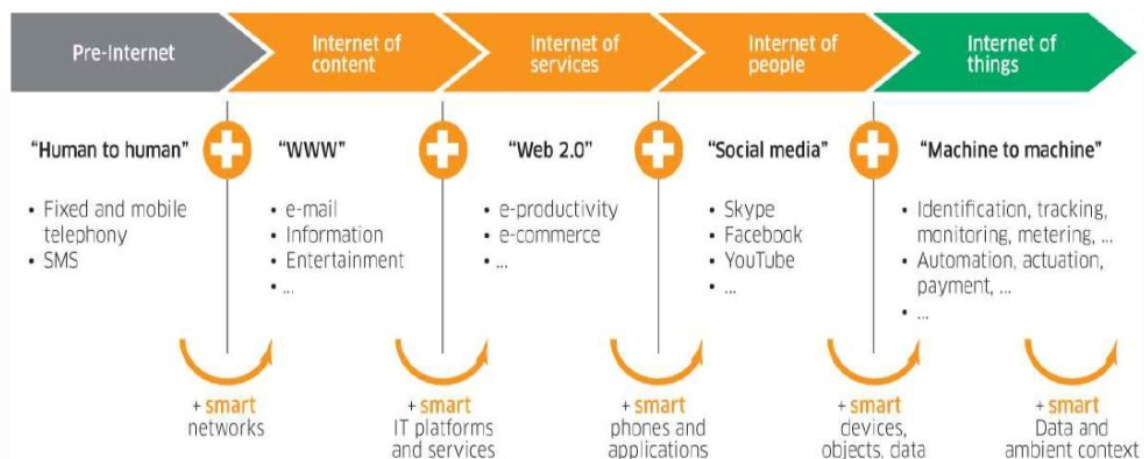 Pre-Internet
Internet of
content
Internet of
services
Internet of
people
Internet of
things
"Human to human"
• Fixed and mobile
telephony
• SMS
"WWW"
• e-mail
• Information
• Entertainment
• ...
"Web 2.0"
• e-productivity
• e-commerce
• ...
"Social media"
• Skype
• Facebook
• YouTube
• ...
"Machine to machine"
• Identification, tracking,
monitoring, metering, ...
• Automation, actuation,
payment, ...
• ...
+ smart
networks
+ smart
IT platforms
and services
+ smart
phones and
applications
+ smart
devices,
objects, data
+ smart
Data and
ambient context